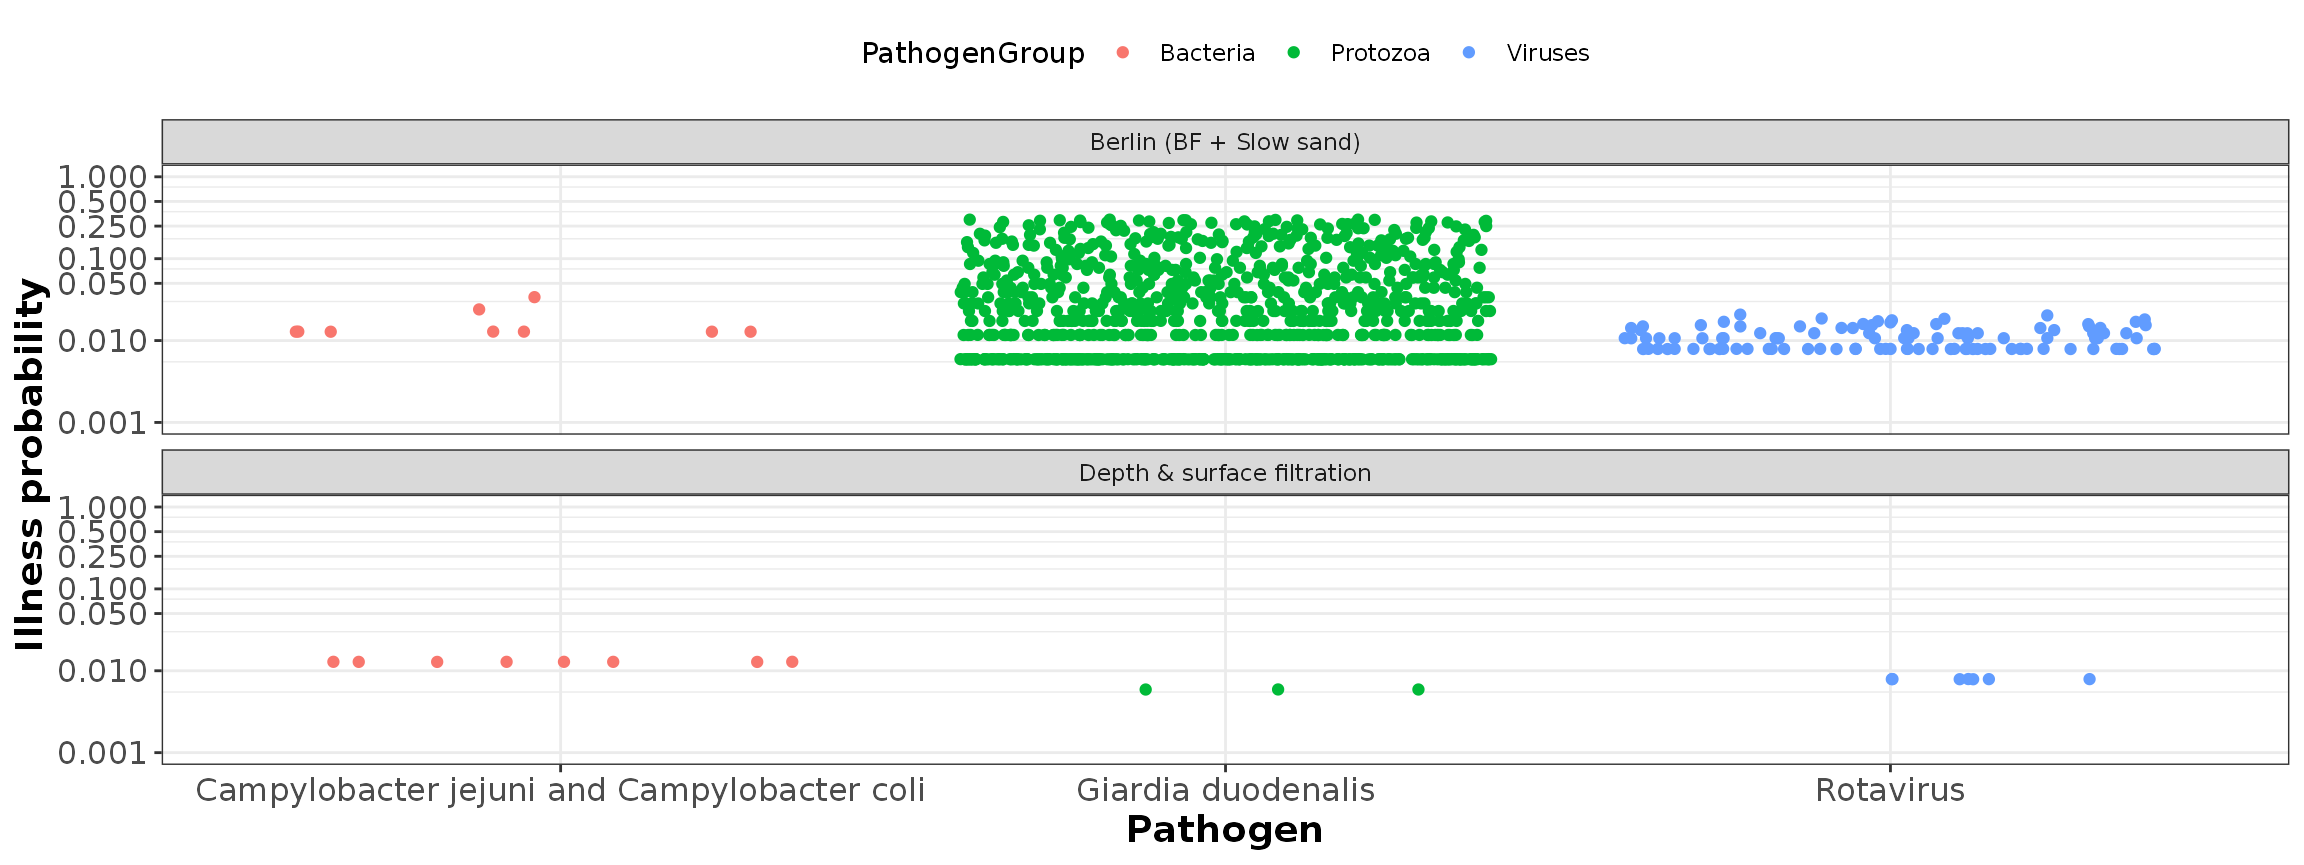 PathogenGroup Bacteria Protozoa Viruses
Berlin (BF + Slow sand)
1.000
0.500
0.250
0.100
0.050
0.010
0.001
Illness probability
Depth & surface filtration
1.000
0.500
0.250
0.100
0.050
0.010
0.001
Campylobacter jejuni and Campylobacter coli Giardia duodenalis Rotavirus
Pathogen